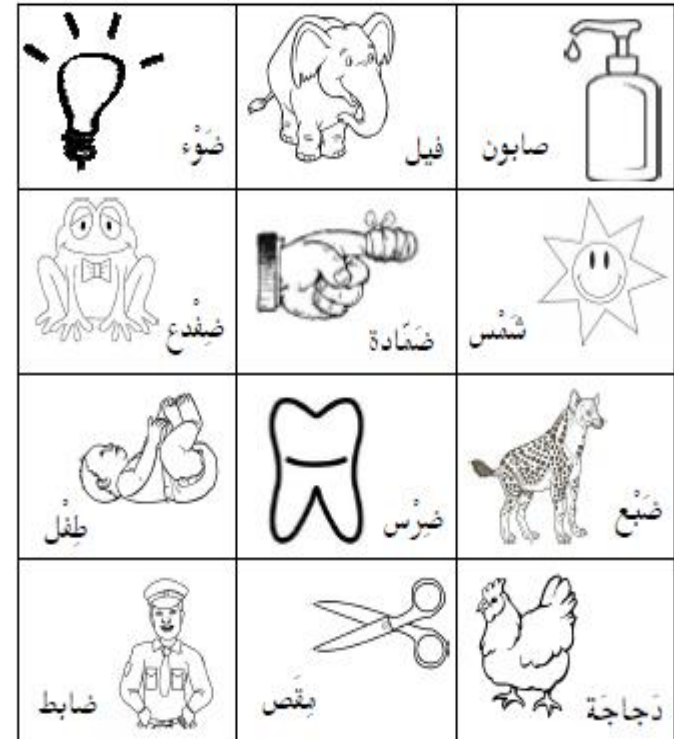 صابون
فيل
ضَوْء
شَمْس
ضَمّادة
ضِفْدع
ضَبْع
ضِرْس
طِفْل
دَجاجَة
مِقَص
ضابط